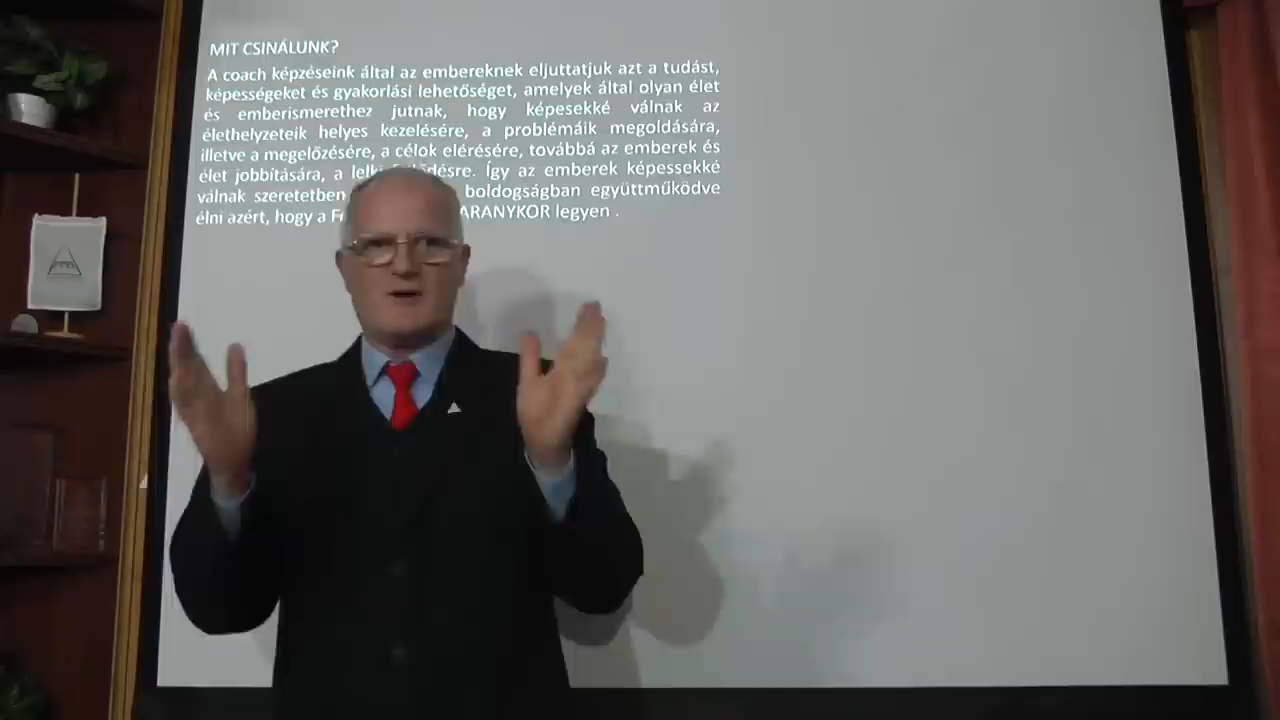 MIT CSINÁLUNK?
A coach képzéseink által az embereknek eljuttatjuk azt a tudást,
képességeket és gyakorlási lehetőséget, amelyek által olyan élet
és emberismerethez jutnak, hogy képesekké válnak az
élethelyzeteik helyes kezelésére, a problémáik megoldására,
illetve a megelőzésére, a célok elérésére, továbbá az emberek és
élet jobbítására, a lelki Így az emberek képessekké
válnak szeretetben boldogságban együttműködve
élni azért, hogy a ARANYKOR legyen .